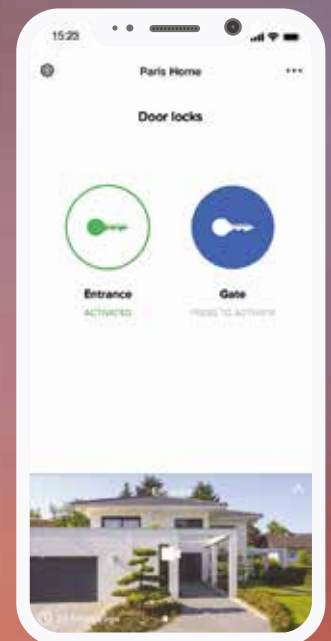 15:23
Paris Home
Door locks
Entrance Gate
ACTIVATED PRESS TO ACTIVATE